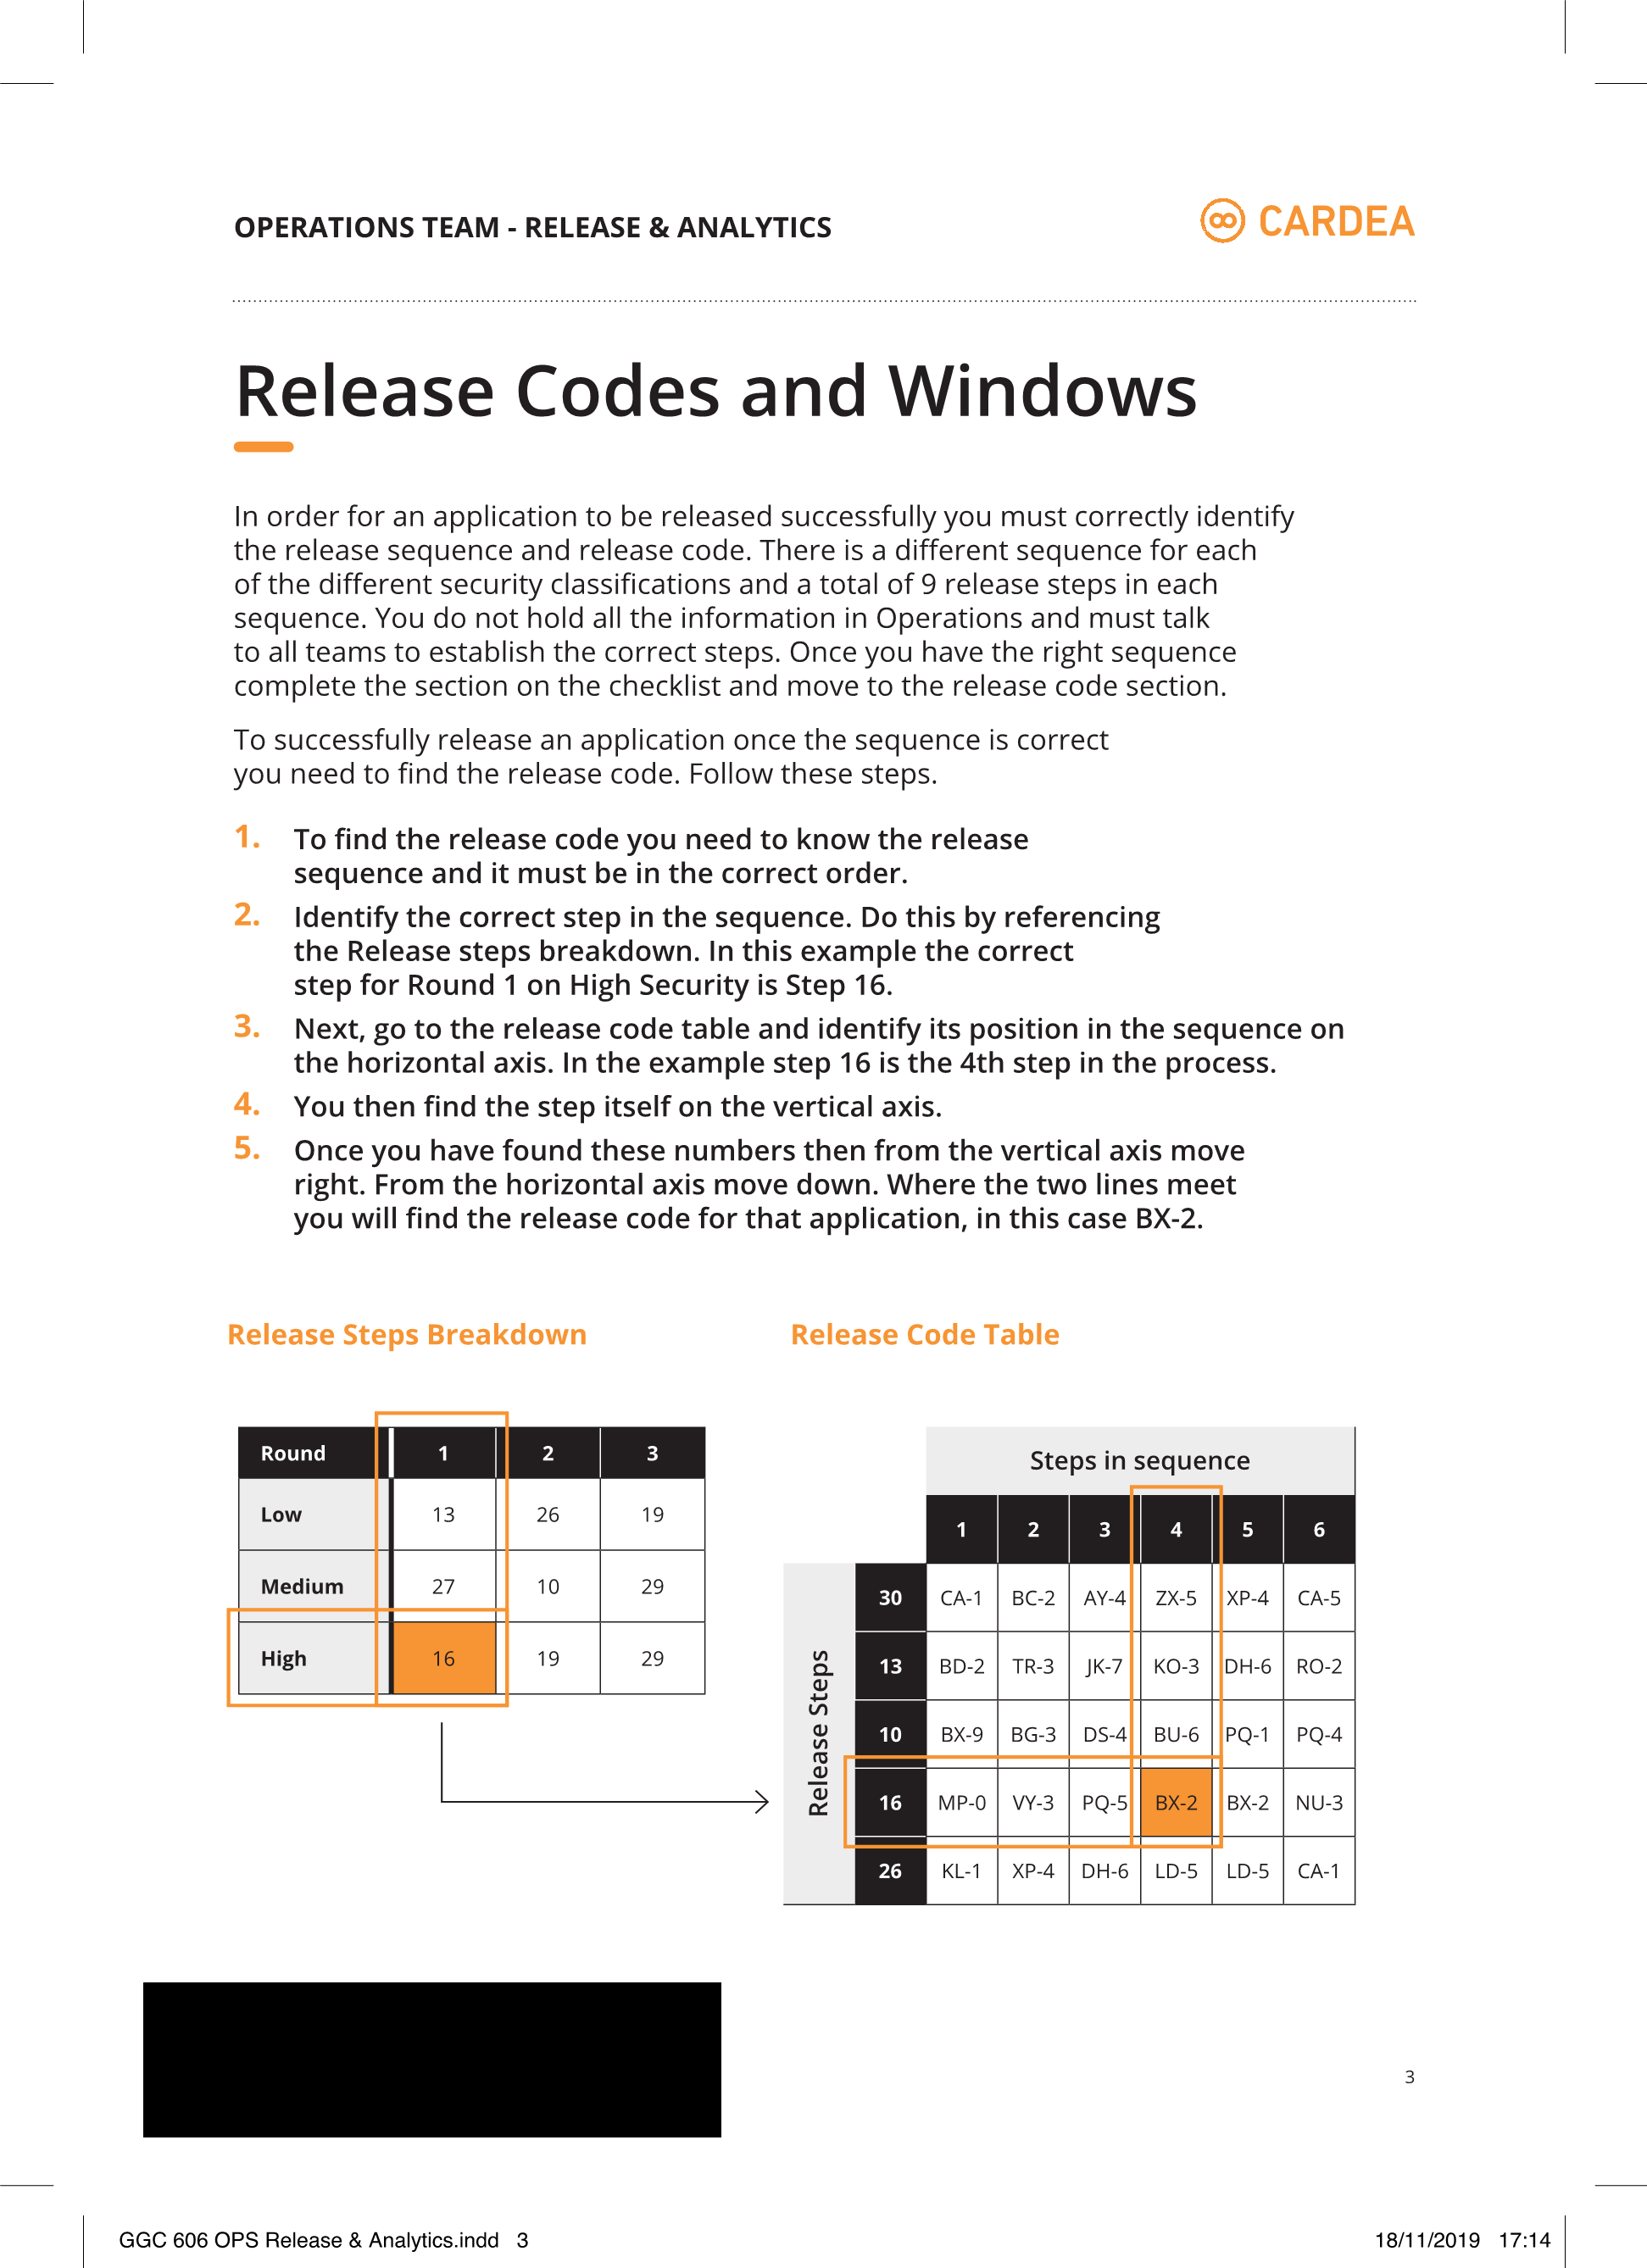 OPERATIONS TEAM - RELEASE & ANALYTICS
CARDEA
Release Codes and Windows
In order for an application to be released successfully you must correctly identify
the release sequence and release code. There is a different sequence for each
of the different security classifications and a total of 9 release steps in each
sequence. You do not hold all the information in Operations and must talk
to all teams to establish the correct steps. Once you have the right sequence
complete the section on the checklist and move to the release code section.
To successfully release an application once the sequence is correct
you need to find the release code. Follow these steps.
1. To find the release code you need to know the release
sequence and it must be in the correct order.
2. Identify the correct step in the sequence. Do this by referencing
the Release steps breakdown. In this example the correct
step for Round 1 on High Security is Step 16.
3. Next, go to the release code table and identify its position in the sequence on
the horizontal axis. In the example step 16 is the 4th step in the process.
4. You then find the step itself on the vertical axis.
5. Once you have found these numbers then from the vertical axis move
right. From the horizontal axis move down. Where the two lines meet
you will find the release code for that application, in this case BX-2.
Release Steps Breakdown
Round 1 2 3
Low 13 26 19
Medium 27 10 29
High 16 19 29
Release Code Table
Steps in sequence
1 2 3 4 5 6
Release Steps
30 CA-1 BC-2 AY-4 ZX-5 XP-4 CA-5
13 BD-2 TR-3 JK-7 KO-3 DH-6 RO-2
10 BX-9 BG-3 DS-4 BU-6 PQ-1 PQ-4
16 MP-0 VY-3 PQ-5 BX-2 BX-2 NU-3
26 KL-1 XP-4 DH-6 LD-5 LD-5 CA-1
3
GGC 606 OPS Release & Analytics.indd 3
18/11/2019 17:14